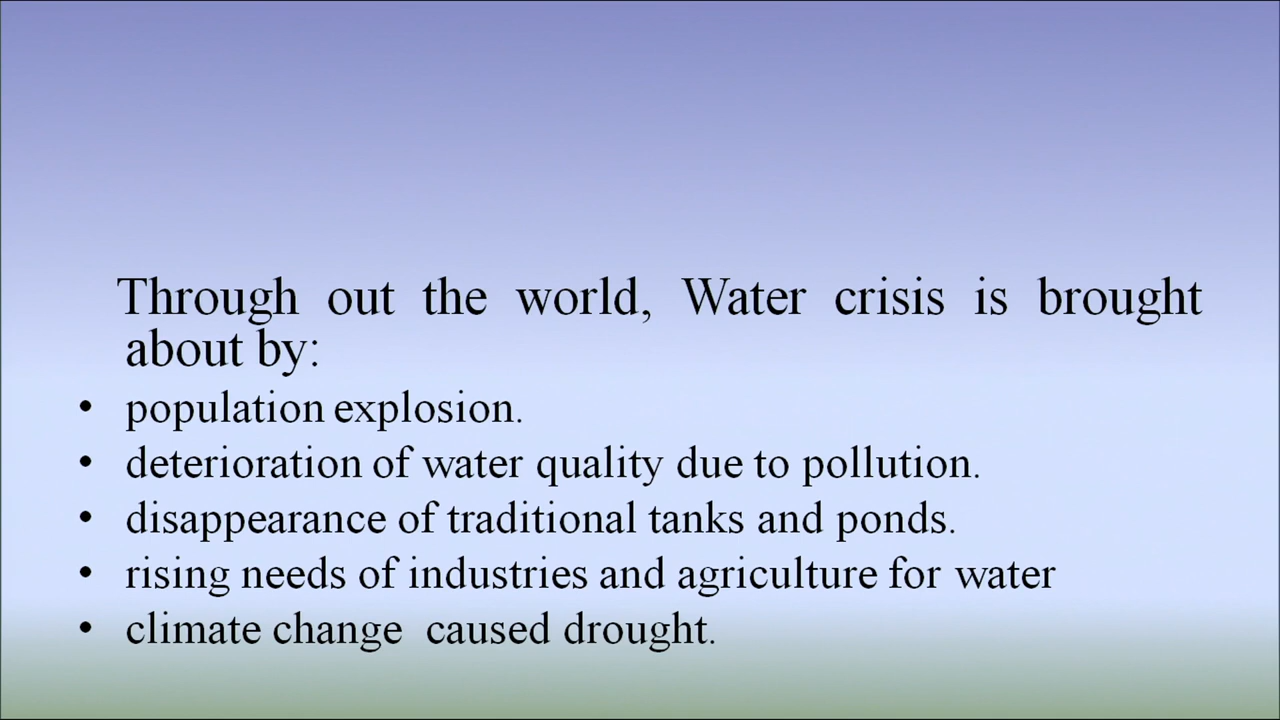 Through out the world, Water crisis is brought
about by:
• population explosion.
• deterioration of water quality due to pollution.
• disappearance of traditional tanks and ponds.
• rising needs of industries and agriculture for water
• climate change  caused drought.